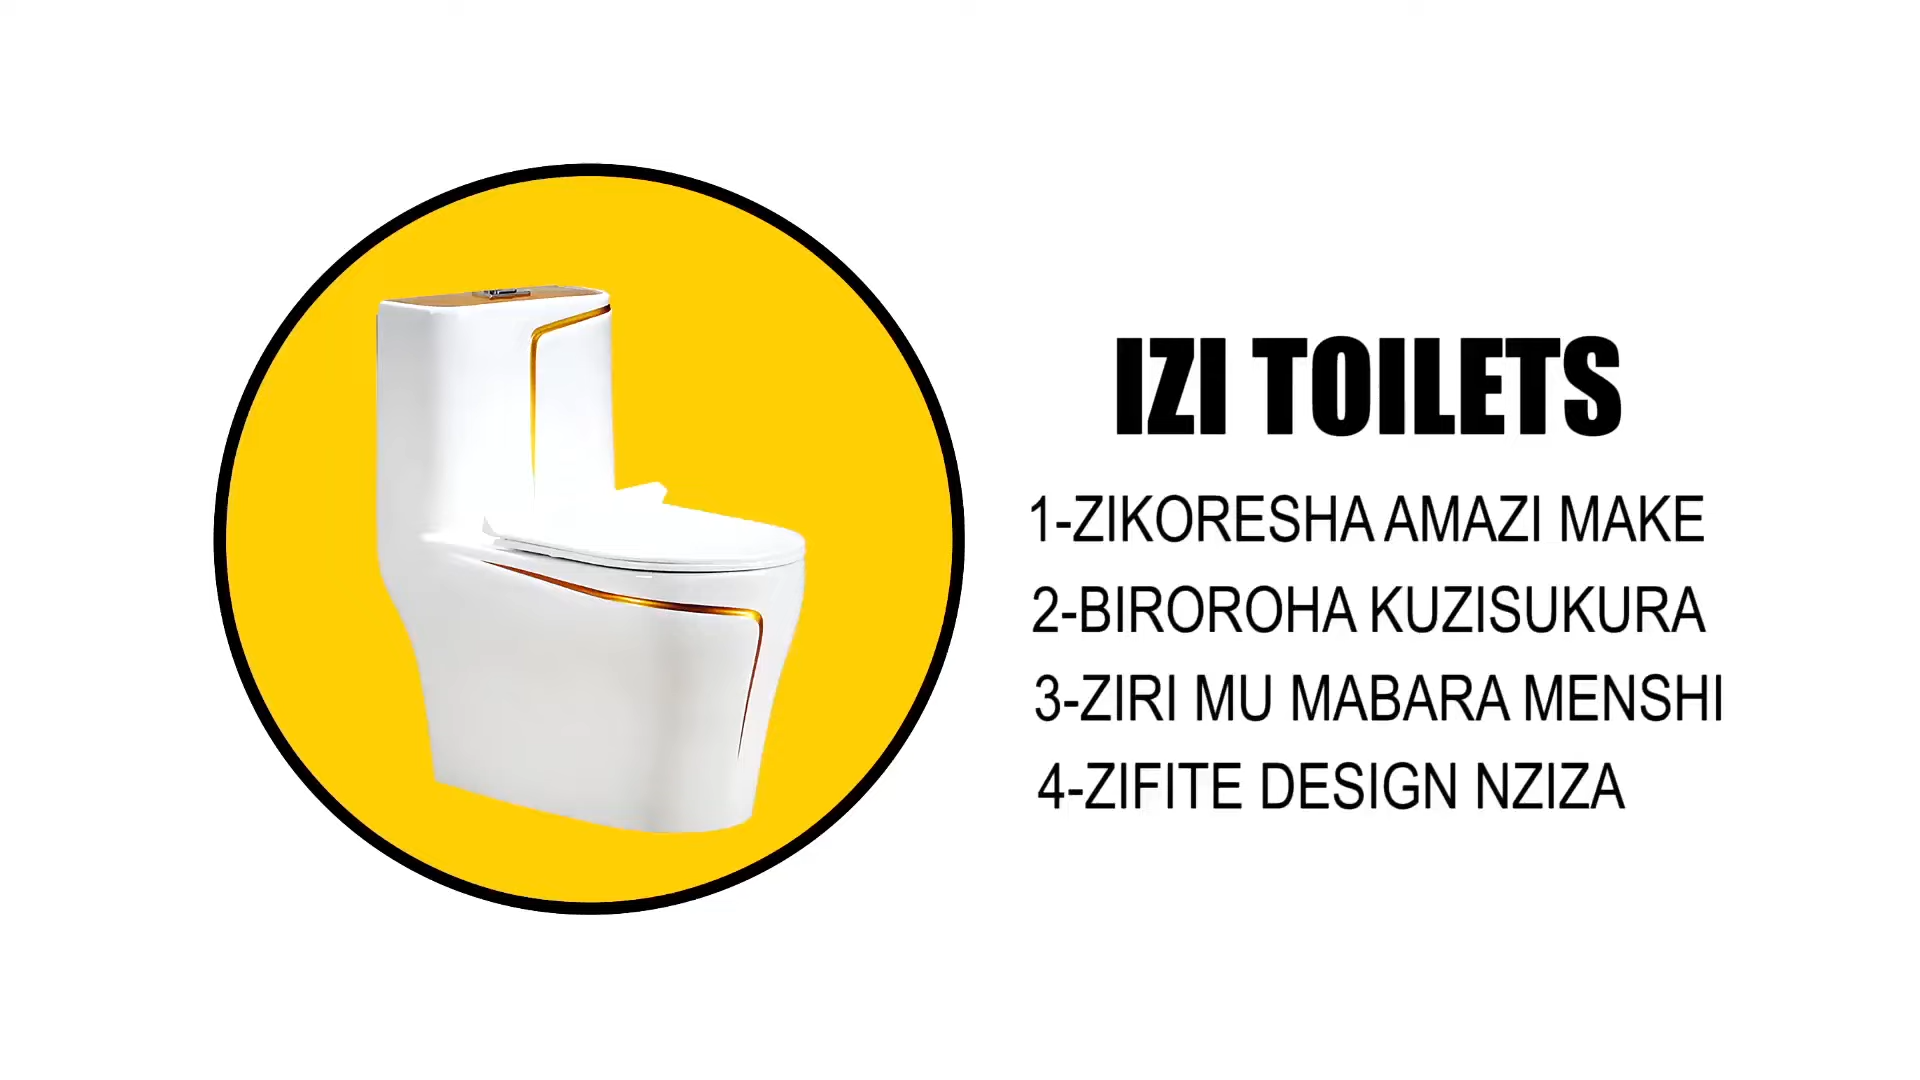 IZI TOILETS
1-ZIKORESHA AMAZI MAKE
2-BIROROHA KUZISUKURA
3-ZIRI MU MABARA MENSHI
4-ZIFITE DESIGN NZIZA